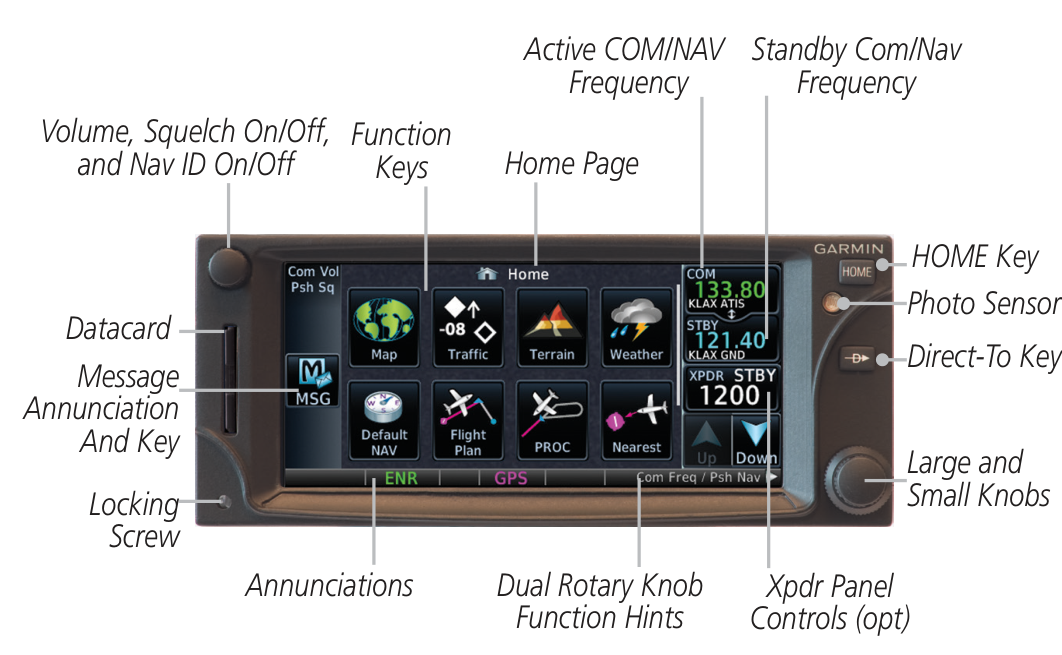 Active COM/NAV
Frequency
Standby Com/Nav
Frequency
Volume, Squelch On/Off,
and Nav ID On/Off
Function
Keys
Home Page
GARMIN
HOME
HOME Key
Photo Sensor
D
Direct-To Key
Large and
Small Knobs
Datacard
Message
Annunciation
And Key
Locking
Screw
Com Vol
Psh Sq
MSG
Home
Map
-08
Traffic
Terrain
Weather
Default
NAV
Flight
Plan
PROC
Nearest
COM
133.80
KLAX ATIS
STBY
121.40
KLAX GND
XPDR STBY
1200
Up
Down
ENR
GPS
Com Freq / Psh Nav
Annunciations
Dual Rotary Knob
Function Hints
Xpdr Panel
Controls (opt)